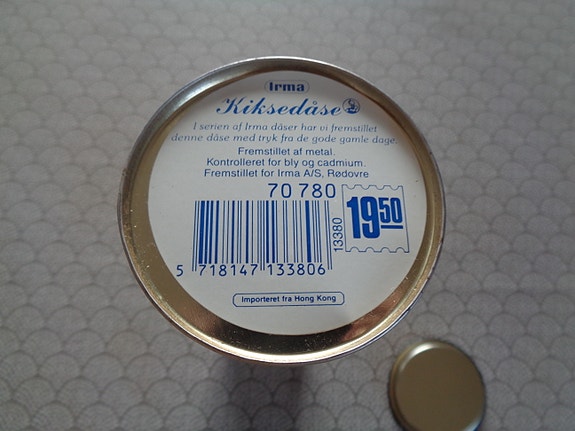 Irma
Kiksedåse
I serien af Irma dåser har vi fremstillet
denne dåse med tryk fra de gode gamle dage.
Fremstillet af metal.
Kontrolleret for bly og cadmium.
Fremstillet for Irma A/S, Rødovre
70 780
13380
19 50
5 718147 133806
Importeret fra Hong Kong